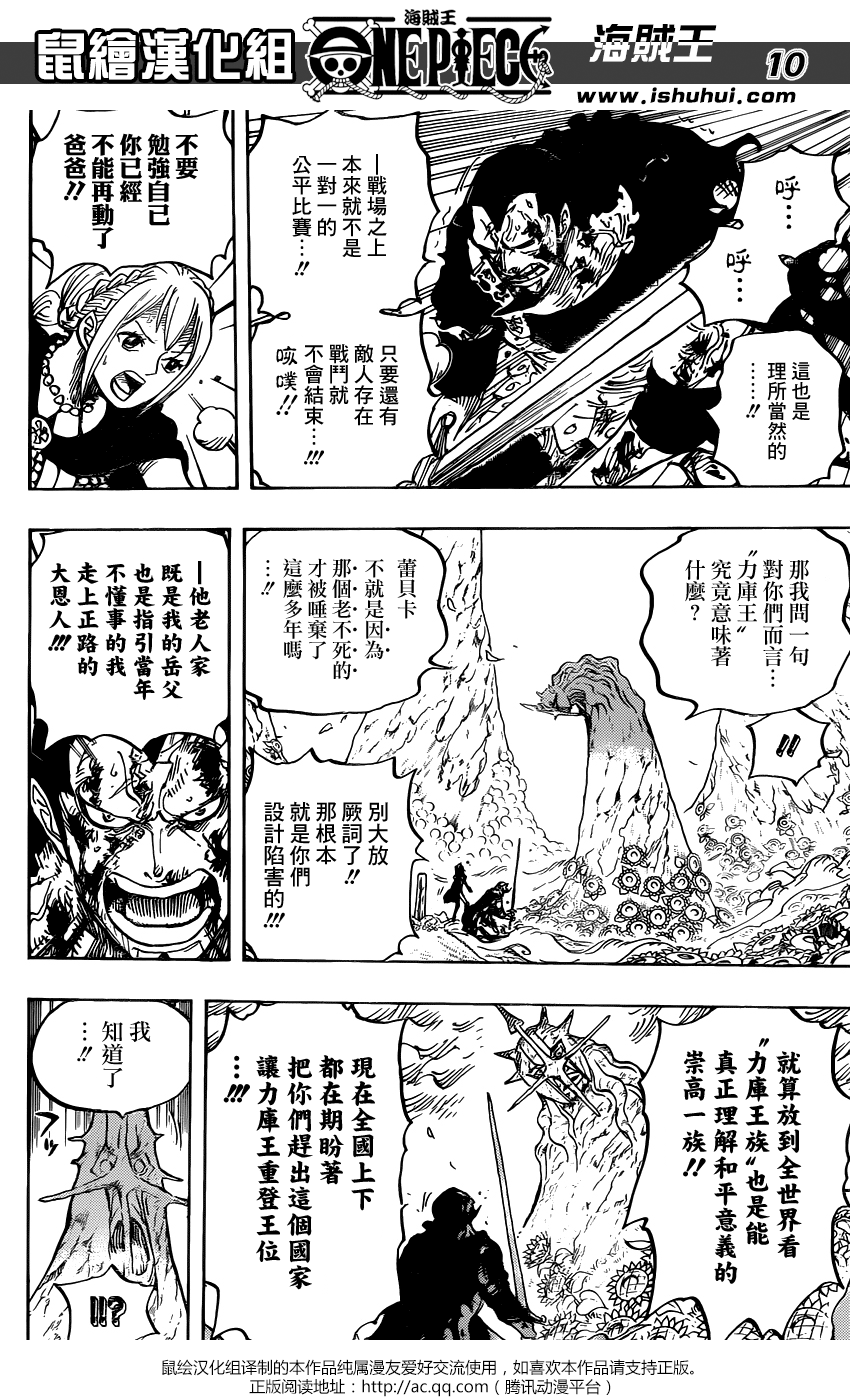 鼠繪漢化組
海賊王
ONE PIECE
海賊王
10
www.ishuhui.com
呼…
呼…
這也是
理所當然的
……!!
—戰場之上
本來就不是
一對一的
公平比賽…!!
只要還有
敵人存在
戰鬥就
不會結束…!!!
咳噗!!
不要
勉強自己
你已經
不能再動了
爸爸!!
那我問一句
對你們而言…
“力庫王”
究竟意味著
什麼？
!!
蕾貝卡
不就是因為
那個老不死的
才被唾棄了
這麼多年嗎
…!!
別大放
厥詞了!!
那根本
就是你們
設計陷害的!!!
—他老人家
既是我的岳父
也是指引當年
不懂事的我
走上正路的
大恩人!!!
就算放到全世界看
“力庫王族”也是能
真正理解和平意義的
崇高一族!!
現在全國上下
都在期盼著
把你們趕出這個國家
讓力庫王重登王位
…!!!
我
知道了
…!!
フッ
!!?
鼠绘汉化组译制的本作品纯属漫友爱好交流使用，如喜欢本作品请支持正版。
正版阅读地址：http://ac.qq.com（腾讯动漫平台）